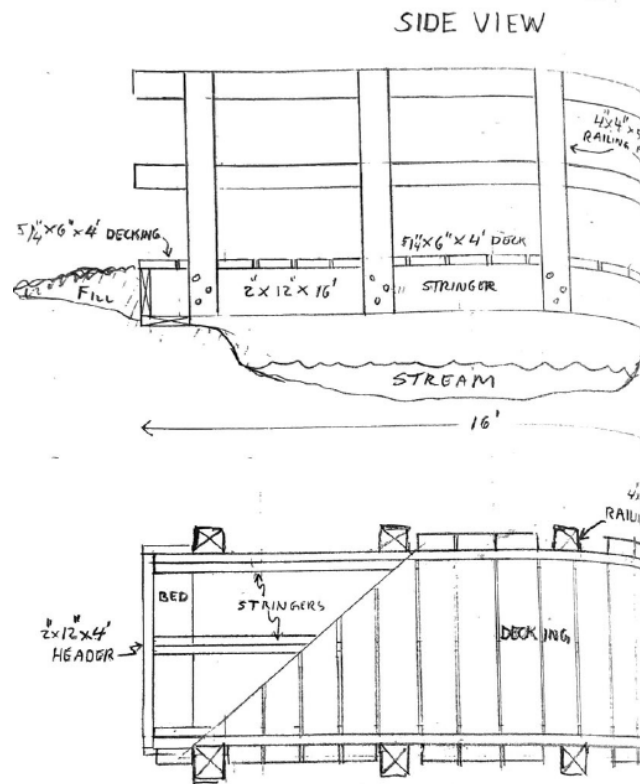 SIDE VIEW
4"x4"x5
RAILING
5/4"x6"x4' DECKING
5/4"x6"x4' DECK
FILL
2"x12"x16'
STRINGER
STREAM
16'
BED
STRINGERS
2"x12"x4'
HEADER
DECKING